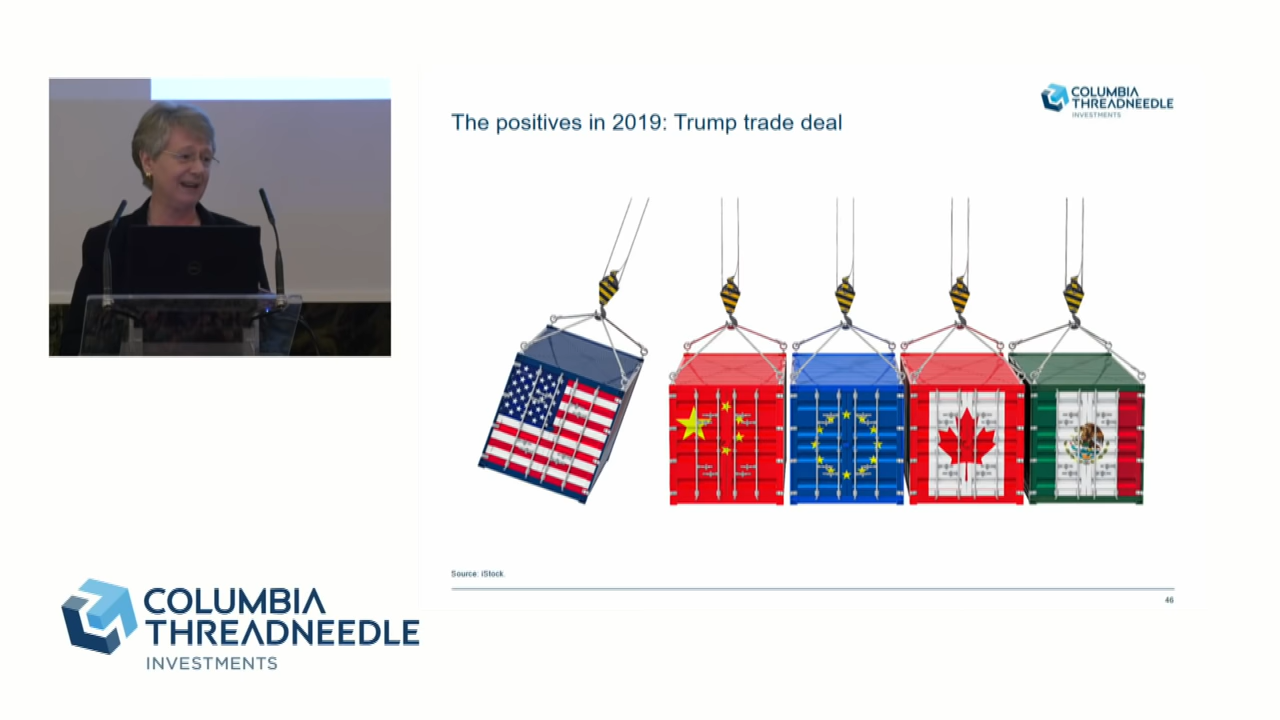 The positives in 2019: Trump trade deal
COLUMBIA
THREADNEEDLE
INVESTMENTS
Source: iStock.
46
COLUMBIA
THREADNEEDLE
INVESTMENTS